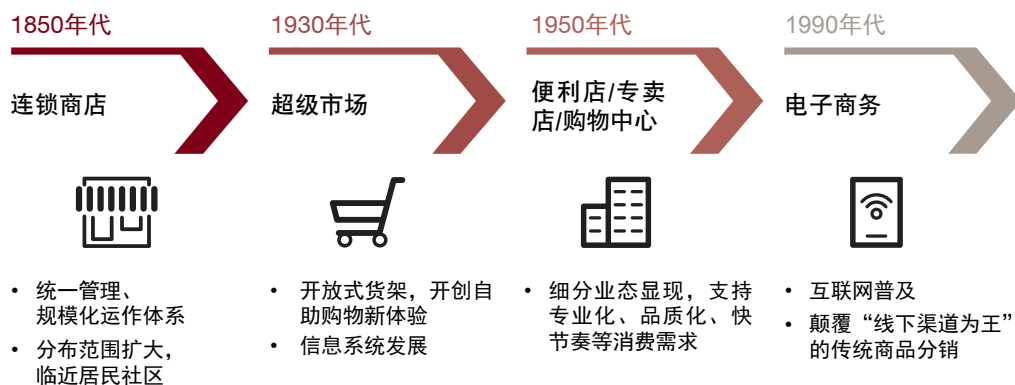 1850年代
连锁商店
• 统一管理、
规模化运作体系
• 分布范围扩大，
临近居民社区
1930年代
超级市场
• 开放式货架，开创自
助购物新体验
• 信息系统发展
1950年代
便利店/专卖
店/购物中心
• 细分业态显现，支持
专业化、品质化、快
节奏等消费需求
1990年代
电子商务
• 互联网普及
• 颠覆“线下渠道为王”
的传统商品分销